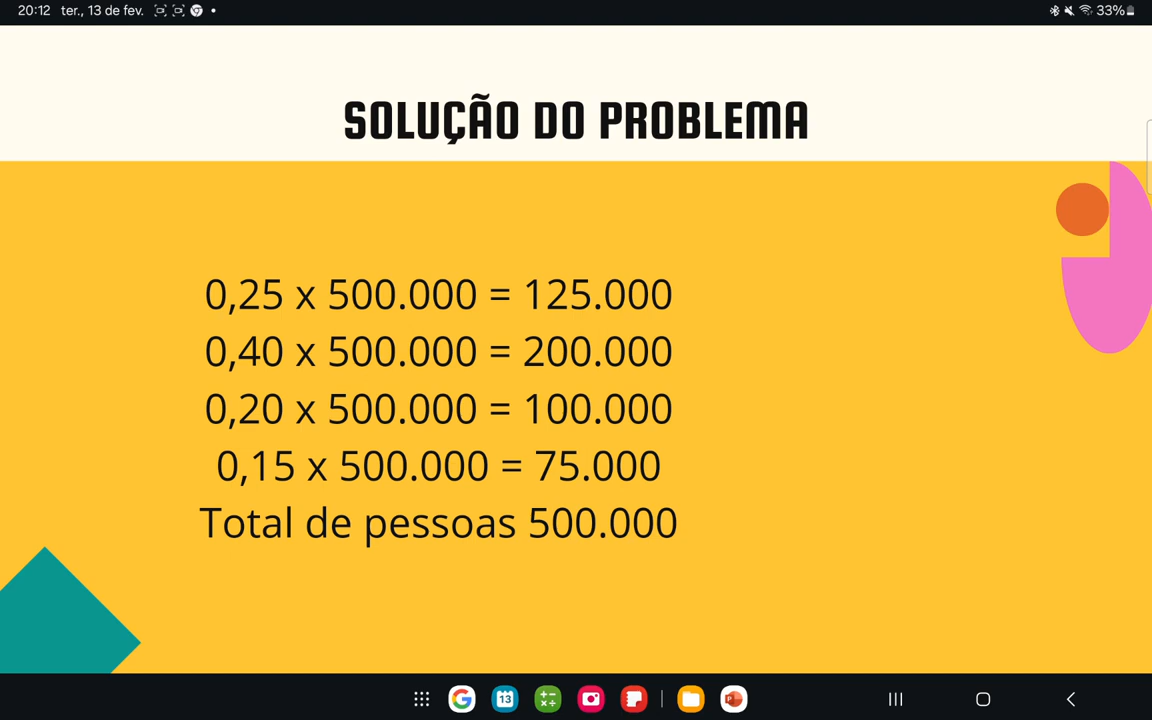 20:12 ter., 13 de fev. 33%
SOLUÇÃO DO PROBLEMA
0,25 x 500.000 = 125.000
0,40 x 500.000 = 200.000
0,20 x 500.000 = 100.000
0,15 x 500.000 = 75.000
Total de pessoas 500.000
13